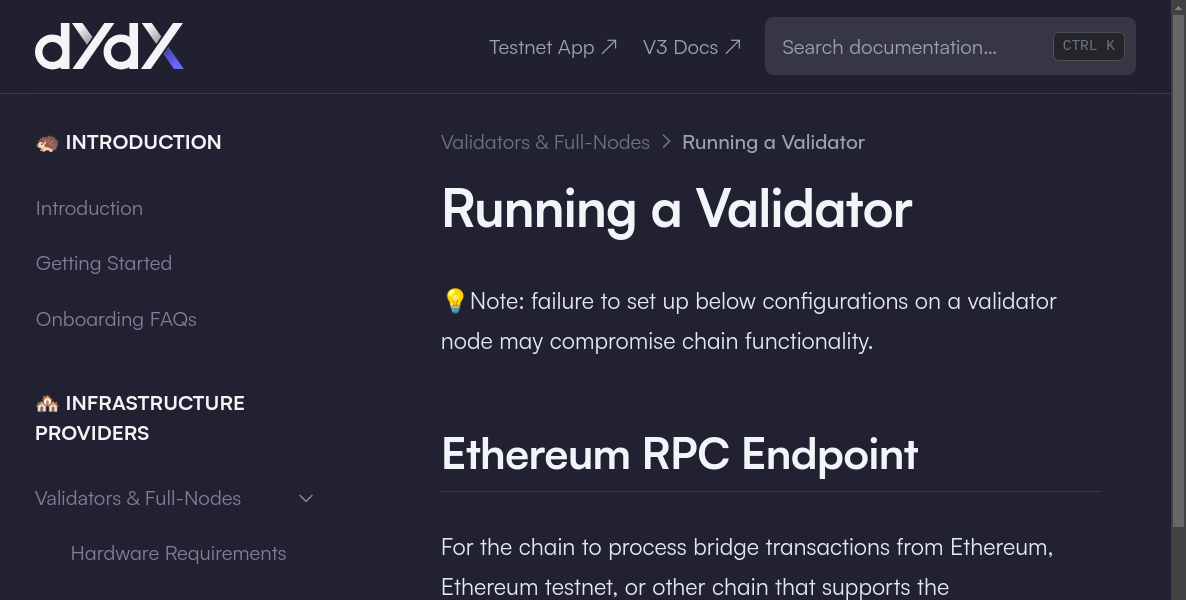 dYdX
Testnet App ↗ V3 Docs ↗ Search documentation… CTRL K
🦔 INTRODUCTION
Introduction
Getting Started
Onboarding FAQs
🏘️ INFRASTRUCTURE
PROVIDERS
Validators & Full-Nodes
Hardware Requirements
Validators & Full-Nodes > Running a Validator
Running a Validator
💡Note: failure to set up below configurations on a validator
node may compromise chain functionality.
Ethereum RPC Endpoint
For the chain to process bridge transactions from Ethereum,
Ethereum testnet, or other chain that supports the